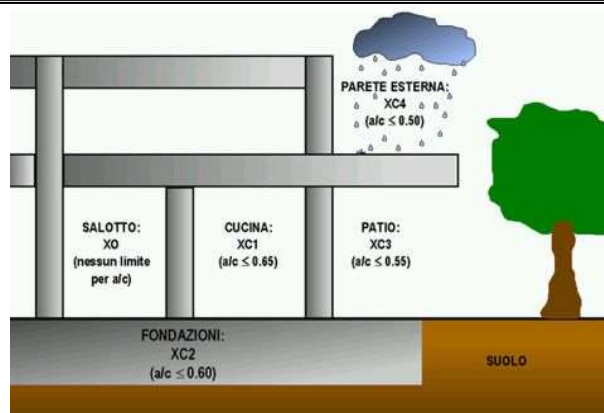 PARETE ESTERNA:
XC4
(a/c ≤ 0.50)
SALOTTO:
XO
(nessun limite
per a/c)
CUCINA:
XC1
(a/c ≤ 0.65)
PATIO:
XC3
(a/c ≤ 0.55)
FONDAZIONI:
XC2
(a/c ≤ 0.60)
SUOLO